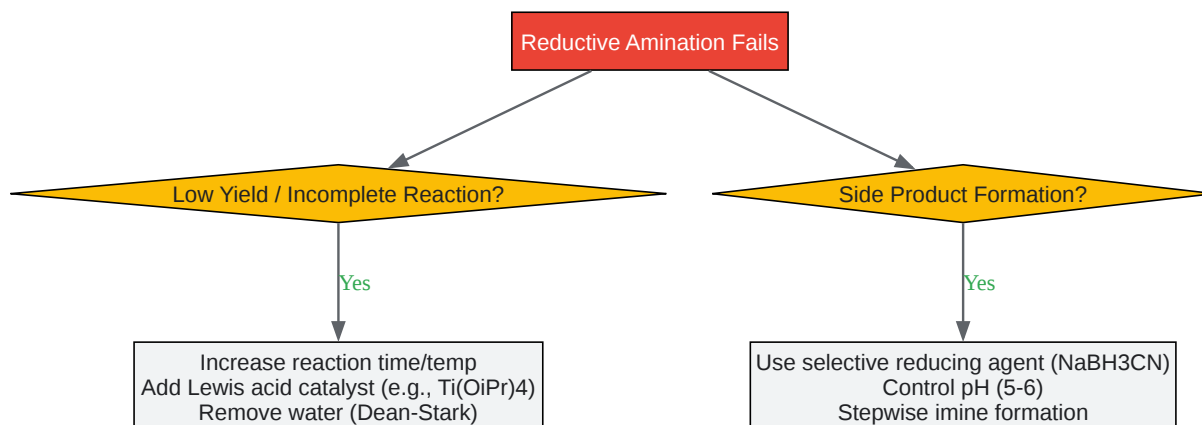 Reductive Amination Fails
Low Yield / Incomplete Reaction?
Side Product Formation?
Yes
Yes
Increase reaction time/temp
Add Lewis acid catalyst (e.g., Ti(OiPr)4)
Remove water (Dean-Stark)
Use selective reducing agent (NaBH3CN)
Control pH (5-6)
Stepwise imine formation